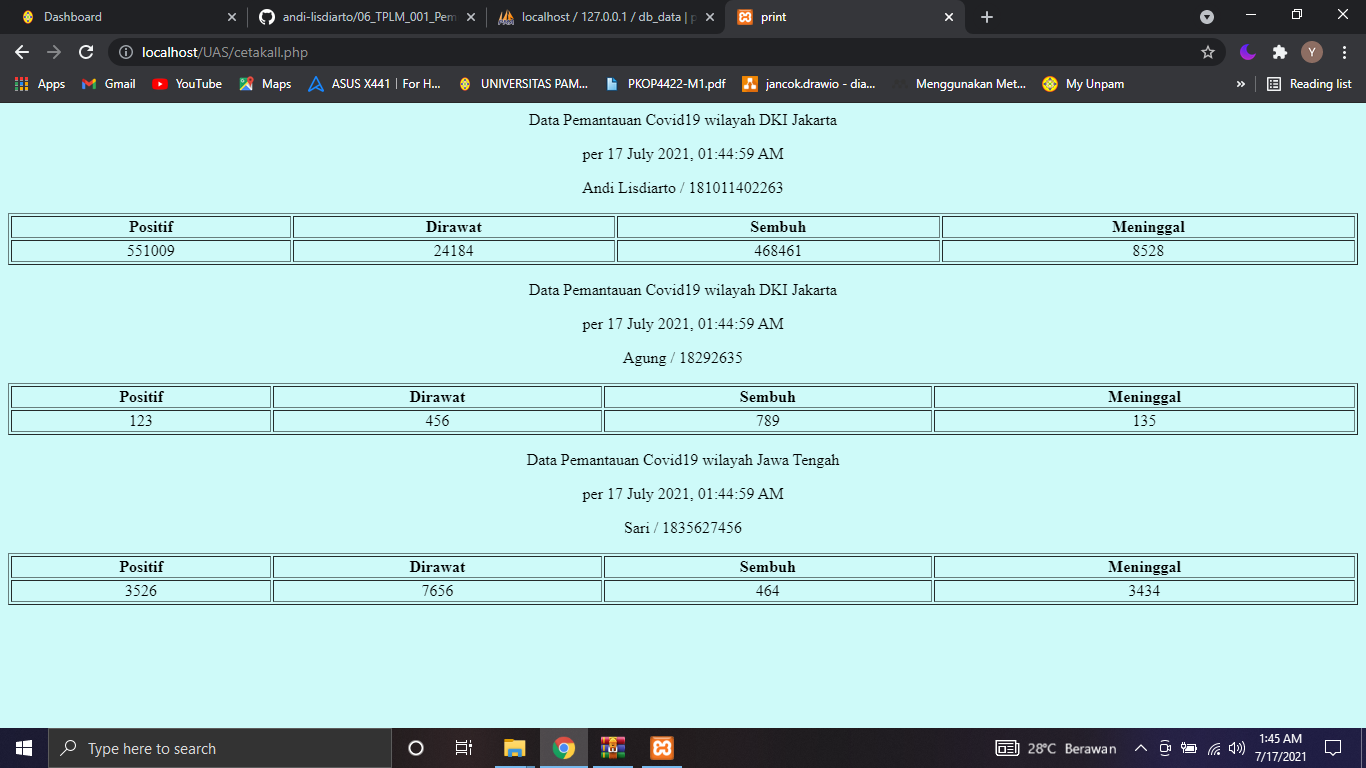 Dashboard
andi-lisdiarto/06_TPLM_001_Pem
localhost / 127.0.0.1 / db_data | p
print
localhost/UAS/cetakall.php
Y
Apps
Gmail
YouTube
Maps
ASUS X441 | For H...
UNIVERSITAS PAM...
PKOP4422-M1.pdf
jancok.drawio - dia...
Menggunakan Met...
My Unpam
»
Reading list
Data Pemantauan Covid19 wilayah DKI Jakarta
per 17 July 2021, 01:44:59 AM
Andi Lisdiarto / 181011402263
Positif Dirawat Sembuh Meninggal
551009 24184 468461 8528
Data Pemantauan Covid19 wilayah DKI Jakarta
per 17 July 2021, 01:44:59 AM
Agung / 18292635
Positif Dirawat Sembuh Meninggal
123 456 789 135
Data Pemantauan Covid19 wilayah Jawa Tengah
per 17 July 2021, 01:44:59 AM
Sari / 1835627456
Positif Dirawat Sembuh Meninggal
3526 7656 464 3434
Type here to search
28°C Berawan
1:45 AM
7/17/2021